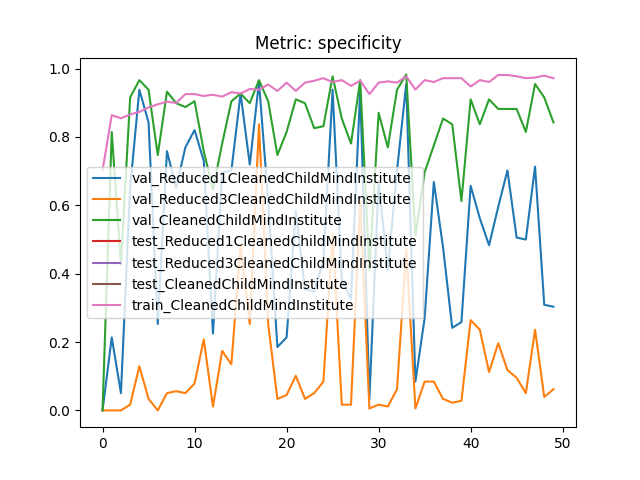 Metric: specificity
1.0
0.8
0.6
0.4
0.2
0.0
val_Reduced1CleanedChildMindInstitute
val_Reduced3CleanedChildMindInstitute
val_CleanedChildMindInstitute
test_Reduced1CleanedChildMindInstitute
test_Reduced3CleanedChildMindInstitute
test_CleanedChildMindInstitute
train_CleanedChildMindInstitute
0 10 20 30 40 50